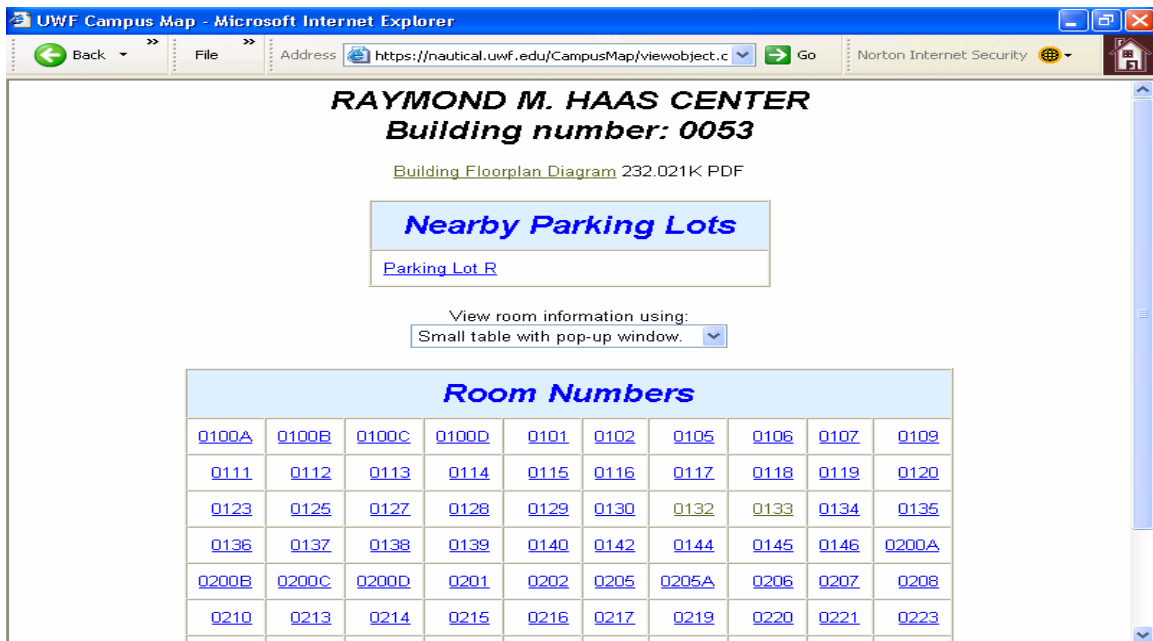 UWF Campus Map - Microsoft Internet Explorer
Back » File » Address https://nautical.uwf.edu/CampusMap/viewobject.c Go Norton Internet Security
RAYMOND M. HAAS CENTER
Building number: 0053
Building Floorplan Diagram 232.021K PDF
Nearby Parking Lots
Parking Lot R
View room information using:
Small table with pop-up window.
Room Numbers
0100A 0100B 0100C 0100D 0101 0102 0105 0106 0107 0109
0111 0112 0113 0114 0115 0116 0117 0118 0119 0120
0123 0125 0127 0128 0129 0130 0132 0133 0134 0135
0136 0137 0138 0139 0140 0142 0144 0145 0146 0200A
0200B 0200C 0200D 0201 0202 0205 0205A 0206 0207 0208
0210 0213 0214 0215 0216 0217 0219 0220 0221 0223